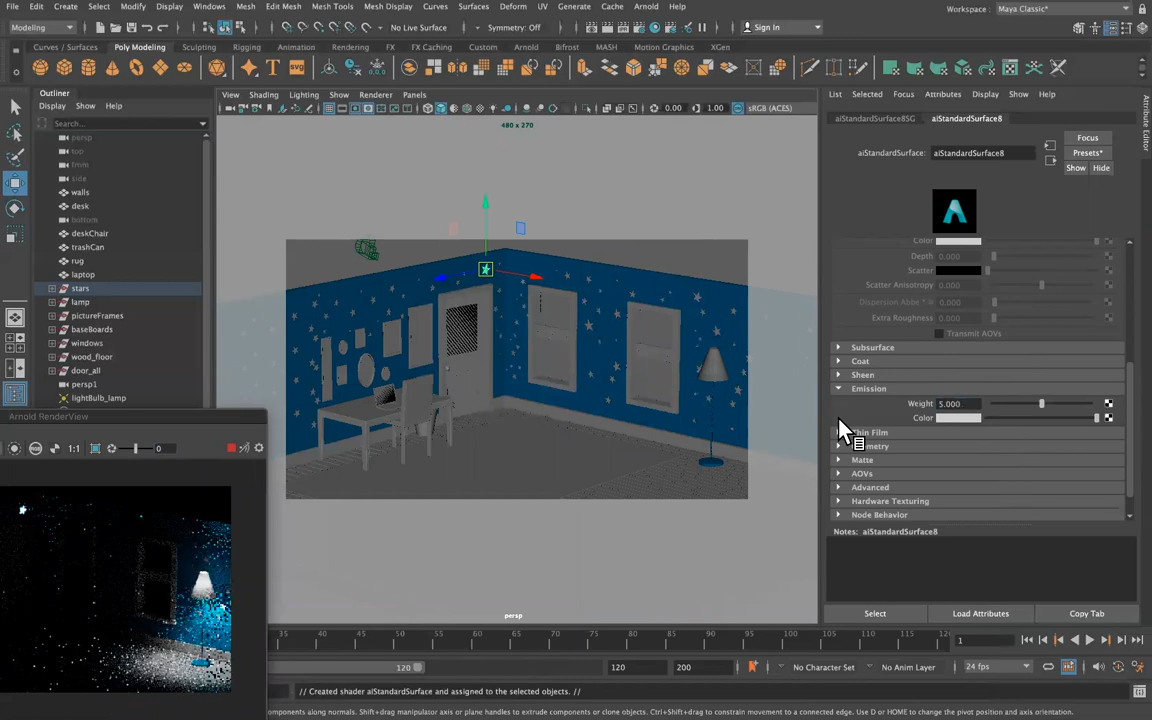 File Edit Create Select Modify Display Windows Mesh Edit Mesh Mesh Tools Mesh Display Curves Surfaces Deform UV Generate Cache Arnold Help
Workspace : Maya Classic*
Modeling
No Live Surface
Symmetry: Off
Sign In
Curves / Surfaces Poly Modeling Sculpting Rigging Animation Rendering FX FX Caching Custom Arnold Bifrost MASH Motion Graphics XGen
Outliner
Display Show Help
Search...
persp
top
front
side
walls
desk
bottom
deskChair
trashCan
rug
laptop
stars
lamp
pictureFrames
baseBoards
windows
wood_floor
door_all
persp1
lightBulb_lamp
View Shading Lighting Show Renderer Panels
0.00
1.00
sRGB (ACES)
480 x 270
persp
Arnold RenderView
1:1
0
List Selected Focus Attributes Display Show Help
aiStandardSurface8SG aiStandardSurface8
Focus
aiStandardSurface: aiStandardSurface8
Presets*
Show Hide
Color
Depth 0.000
Scatter
Scatter Anisotropy 0.000
Dispersion Abbe 0.000
Extra Roughness 0.000
Transmit AOVs
Subsurface
Coat
Sheen
Emission
Weight 5.000
Color
Thin Film
Matte
AOVs
Advanced
Hardware Texturing
Node Behavior
Notes: aiStandardSurface8
Select Load Attributes Copy Tab
Attribute Editor
35 40 45 50 55 60 65 70 75 80 85 90 95 100 105 110 115
1
120
120
200
No Character Set
No Anim Layer
24 fps
// Created shader aiStandardSurface and assigned to the selected objects. //
components along normals. Shift+drag manipulator axis or plane handles to extrude components or clone objects. Ctrl+Shift+drag to constrain movement to a connected edge. Use D or HOME to change the pivot position and axis orientation.